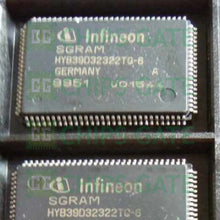 Infineon
SGRAM
HYB39D32322TQ-6
GERMANY A
9951
Infineon
SGRAM
HYB39D32322TQ-6